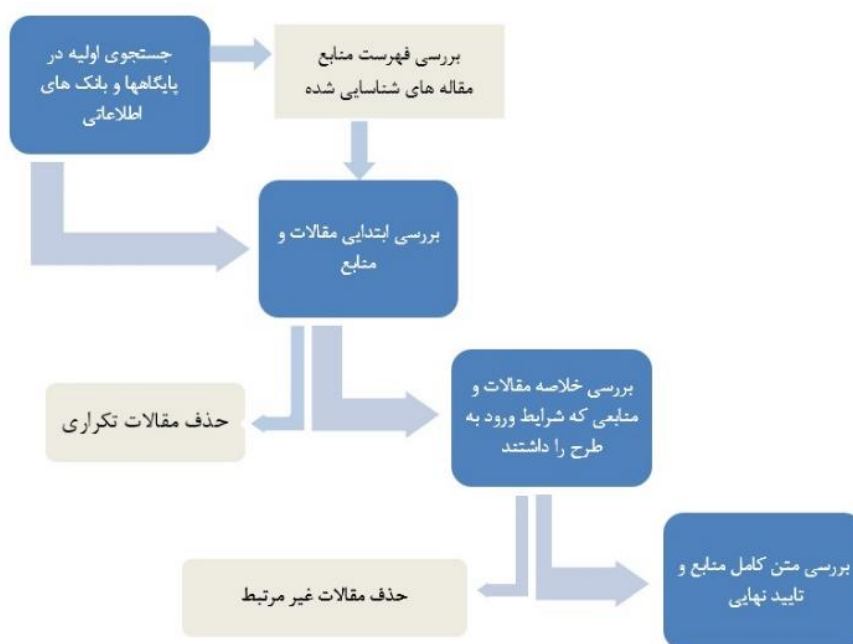 جستجوی اولیه در
پایگاهها و بانک های
اطلاعاتی
بررسی فهرست منابع
مقاله های شناسایی شده
بررسی ابتدایی مقالات و
منابع
حذف مقالات تکراری
بررسی خلاصه مقالات و
منابعی که شرایط ورود به
طرح را داشتند
حذف مقالات غیر مرتبط
بررسی متن کامل منابع و
تایید نهایی